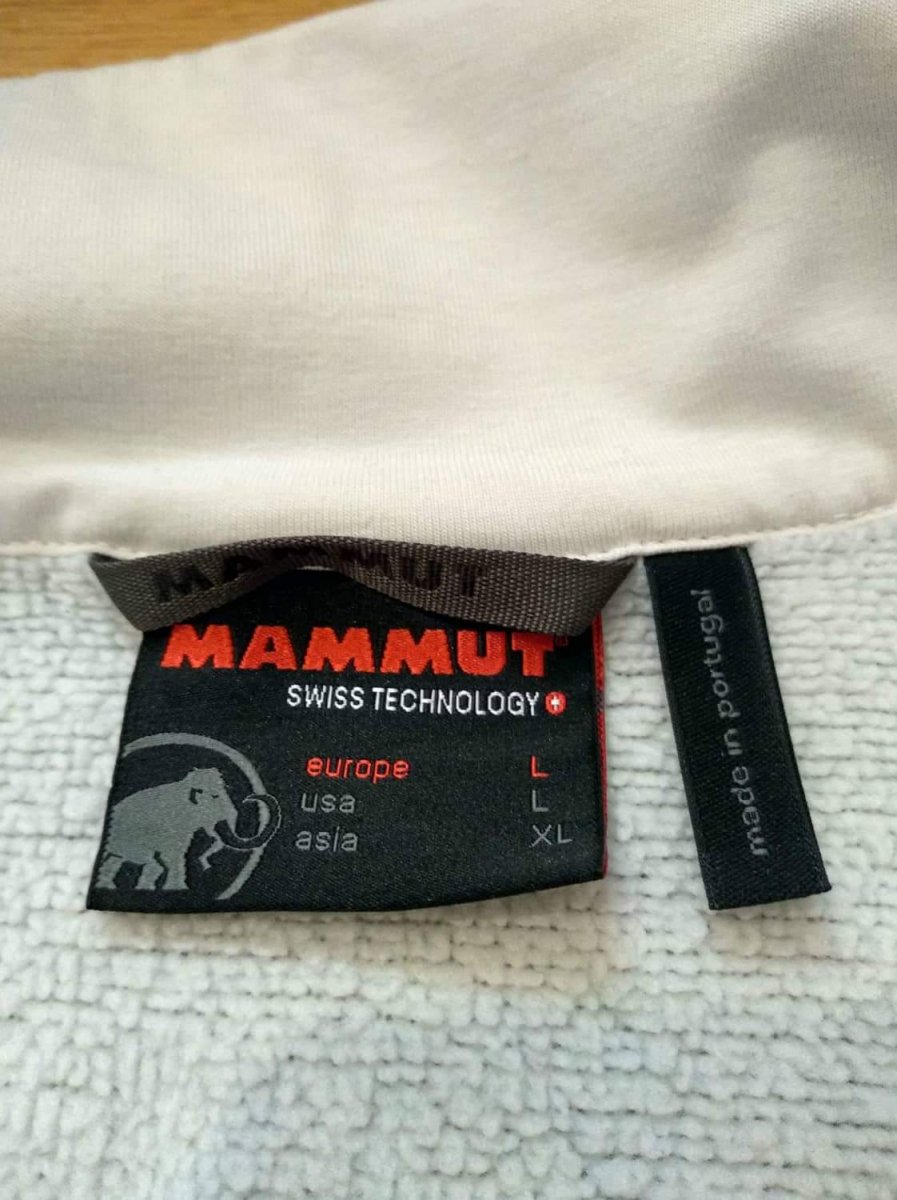 MAMMUT
MAMMUT
SWISS TECHNOLOGY
europe L
usa L
asia XL
made in portugal